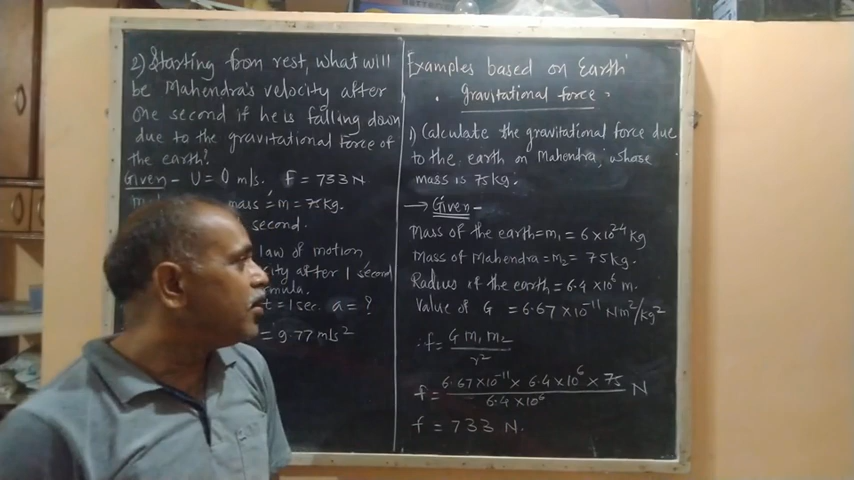 2) Starting from rest, what will
be Mahendra's velocity after
one second if he is falling down
due to the gravitational force of
the earth?
Given - U = 0 m/s. f = 733 N
mass = m = 75 kg.
second.
law of motion
city after 1 second
rmula.
t = 1 sec. a = ?
= 9.77 m/s²
Examples based on Earth
gravitational force.
1) Calculate the gravitational force due
to the earth on Mahendra, whose
mass is 75 kg.
→ Given -
Mass of the earth = m₁ = 6 × 10²⁴ kg
Mass of Mahendra = m₂ = 75 kg.
Radius of the earth = 6.4 × 10⁶ m.
Value of G = 6.67 × 10⁻¹¹ Nm²/kg²
∴ f = G m₁ m₂ / r²
f = 6.67 × 10⁻¹¹ × 6.4 × 10⁶ × 75 / 6.4 × 10⁶ N
f = 733 N.